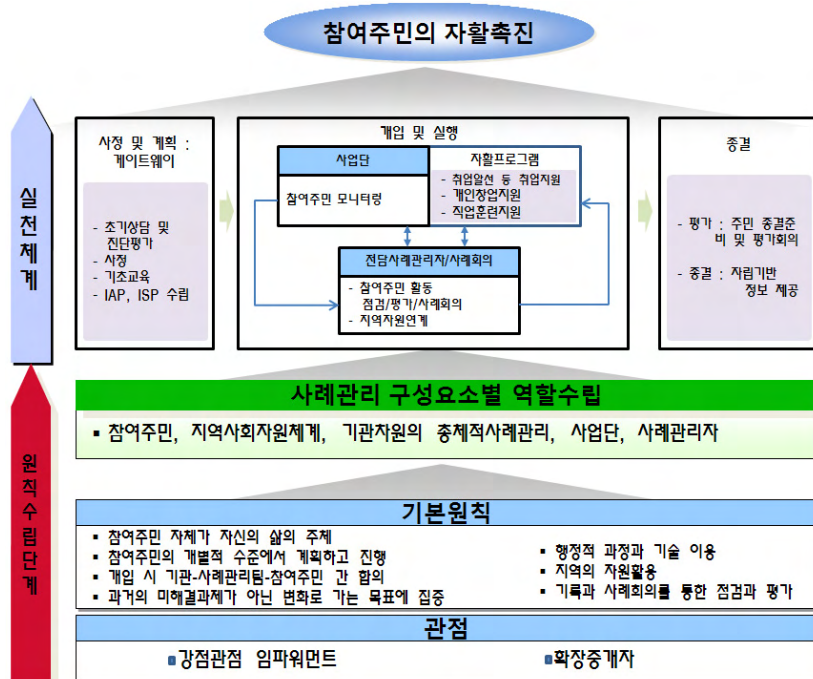 참여주민의 자활촉진
실천체계
사정 및 계획 :
게이트웨이
- 초기상담 및
진단평가
- 사정
- 기초교육
- IAP, ISP 수립
개입 및 실행
사업단
참여주민 모니터링
자활프로그램
- 취업알선 등 취업지원
- 개인창업지원
- 직업훈련지원
전담사례관리자/사례회의
- 참여주민 활동
점검/평가/사례회의
- 지역자원연계
종결
- 평가 : 주민 종결준
비 및 평가회의
- 종결 : 자립기반
정보 제공
원칙수립단계
사례관리 구성요소별 역할수립
▪ 참여주민, 지역사회자원체계, 기관차원의 총체적사례관리, 사업단, 사례관리자
기본원칙
▪ 참여주민 자체가 자신의 삶의 주체
▪ 참여주민의 개별적 수준에서 계획하고 진행
▪ 개입 시 기관-사례관리팀-참여주민 간 합의
▪ 과거의 미해결과제가 아닌 변화로 가는 목표에 집중
▪ 행정적 과정과 기술 이용
▪ 지역의 자원활용
▪ 기록과 사례회의를 통한 점검과 평가
관점
▪강점관점 임파워먼트
▪확장중개자